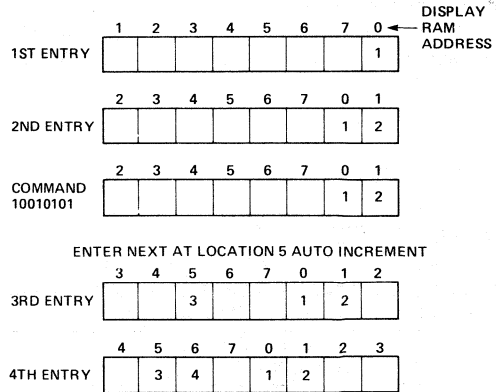 DISPLAY
RAM
ADDRESS
1 2 3 4 5 6 7 0
1ST ENTRY 1
2 3 4 5 6 7 0 1
2ND ENTRY 1 2
2 3 4 5 6 7 0 1
COMMAND
10010101 1 2
ENTER NEXT AT LOCATION 5 AUTO INCREMENT
3 4 5 6 7 0 1 2
3RD ENTRY 3 1 2
4 5 6 7 0 1 2 3
4TH ENTRY 3 4 1 2